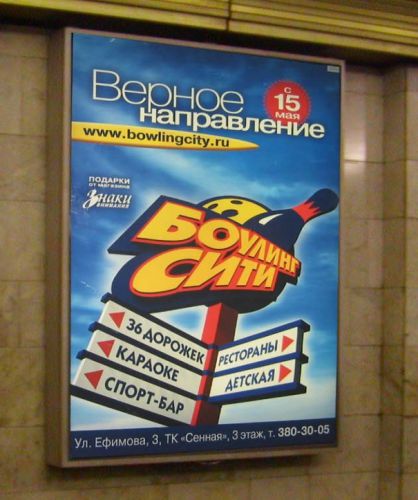 Верное
направление
с
15
мая
www.bowlingcity.ru
ПОДАРКИ
ОТ МАГАЗИНА
Знаки
внимания
БОУЛИНГ
СИТИ
36 ДОРОЖЕК
КАРАОКЕ
СПОРТ-БАР
РЕСТОРАНЫ
ДЕТСКАЯ
Ул. Ефимова, 3, ТК «Сенная», 3 этаж, т. 380-30-05